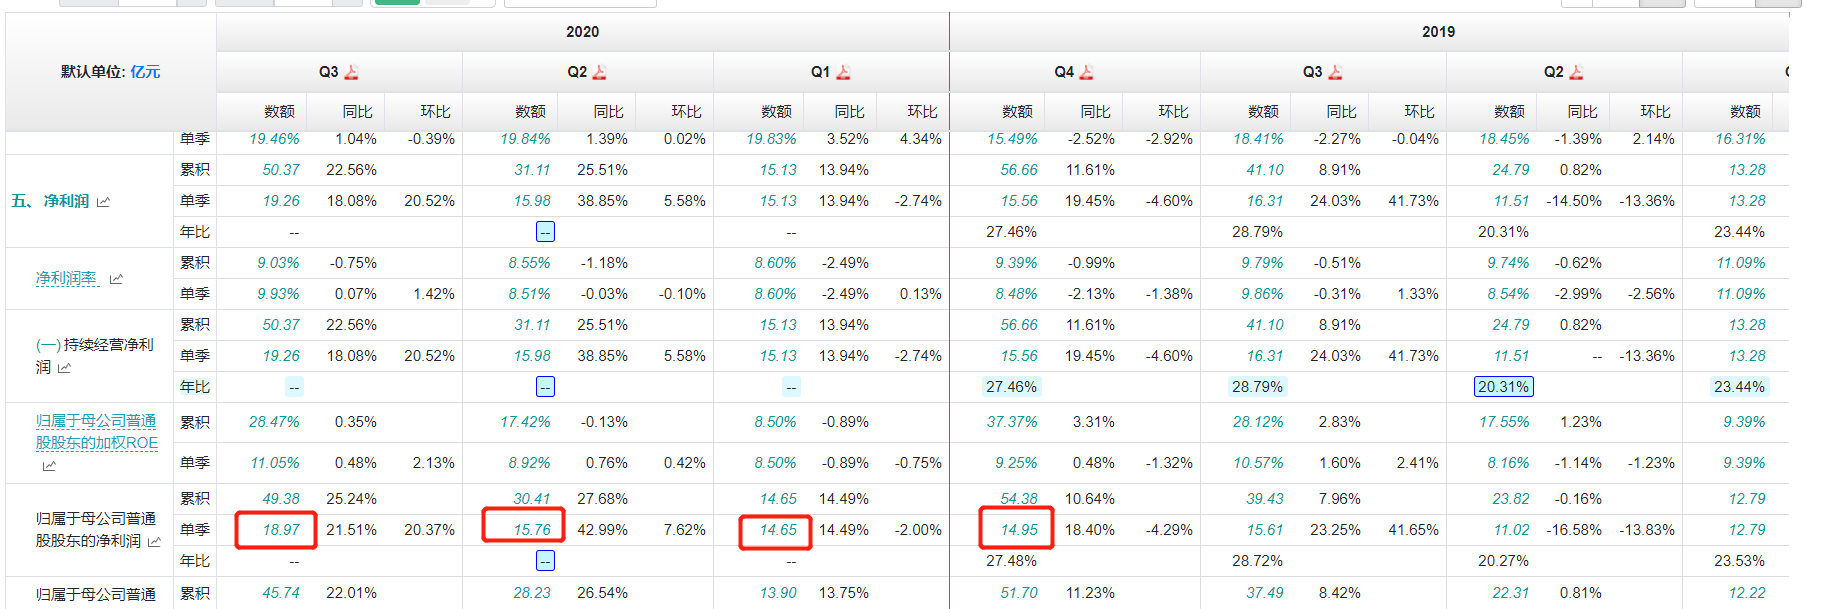 2020 2019
默认单位: 亿元 Q3 Q2 Q1 Q4 Q3 Q2
数额 同比 环比 数额 同比 环比 数额 同比 环比 数额 同比 环比 数额 同比 环比 数额 同比 环比 数额
单季 19.46% 1.04% -0.39% 19.84% 1.39% 0.02% 19.83% 3.52% 4.34% 15.49% -2.52% -2.92% 18.41% -2.27% -0.04% 18.45% -1.39% 2.14% 16.31%
累积 50.37 22.56% 31.11 25.51% 15.13 13.94% 56.66 11.61% 41.10 8.91% 24.79 0.82% 13.28
五、 净利润 单季 19.26 18.08% 20.52% 15.98 38.85% 5.58% 15.13 13.94% -2.74% 15.56 19.45% -4.60% 16.31 24.03% 41.73% 11.51 -14.50% -13.36% 13.28
年比 -- -- -- 27.46% 28.79% 20.31% 23.44%
净利润率 累积 9.03% -0.75% 8.55% -1.18% 8.60% -2.49% 9.39% -0.99% 9.79% -0.51% 9.74% -0.62% 11.09%
单季 9.93% 0.07% 1.42% 8.51% -0.03% -0.10% 8.60% -2.49% 0.13% 8.48% -2.13% -1.38% 9.86% -0.31% 1.33% 8.54% -2.99% -2.56% 11.09%
累积 50.37 22.56% 31.11 25.51% 15.13 13.94% 56.66 11.61% 41.10 8.91% 24.79 0.82% 13.28
(一) 持续经营净利
润 单季 19.26 18.08% 20.52% 15.98 38.85% 5.58% 15.13 13.94% -2.74% 15.56 19.45% -4.60% 16.31 24.03% 41.73% 11.51 -- -13.36% 13.28
年比 -- -- -- 27.46% 28.79% 20.31% 23.44%
归属于母公司普通 累积 28.47% 0.35% 17.42% -0.13% 8.50% -0.89% 37.37% 3.31% 28.12% 2.83% 17.55% 1.23% 9.39%
股股东的加权ROE
单季 11.05% 0.48% 2.13% 8.92% 0.76% 0.42% 8.50% -0.89% -0.75% 9.25% 0.48% -1.32% 10.57% 1.60% 2.41% 8.16% -1.14% -1.23% 9.39%
累积 49.38 25.24% 30.41 27.68% 14.65 14.49% 54.38 10.64% 39.43 7.96% 23.82 -0.16% 12.79
归属于母公司普通
股股东的净利润 单季 18.97 21.51% 20.37% 15.76 42.99% 7.62% 14.65 14.49% -2.00% 14.95 18.40% -4.29% 15.61 23.25% 41.65% 11.02 -16.58% -13.83% 12.79
年比 -- -- -- 27.48% 28.72% 20.27% 23.53%
归属于母公司普通 累积 45.74 22.01% 28.23 26.54% 13.90 13.75% 51.70 11.23% 37.49 8.42% 22.31 0.81% 12.22